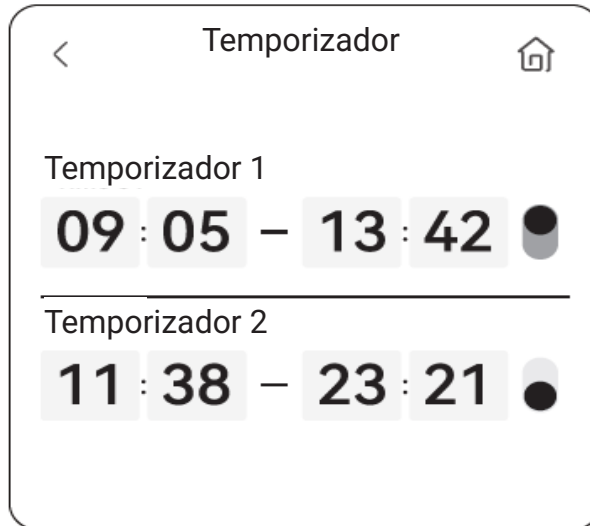 Temporizador
Temporizador 1
09 : 05 – 13 : 42
Temporizador 2
11 : 38 – 23 : 21